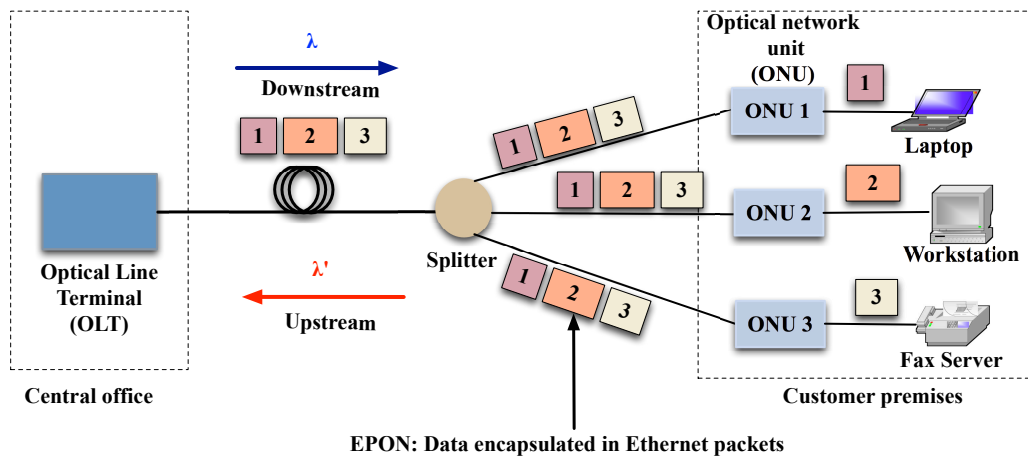 λ
Downstream
1 2 3
Optical Line
Terminal
(OLT)
λ'
Upstream
Central office
Splitter
1 2 3
1 2 3
1 2 3
Optical network
unit
(ONU)
ONU 1
1
Laptop
ONU 2
2
Workstation
ONU 3
3
Fax Server
Customer premises
EPON: Data encapsulated in Ethernet packets